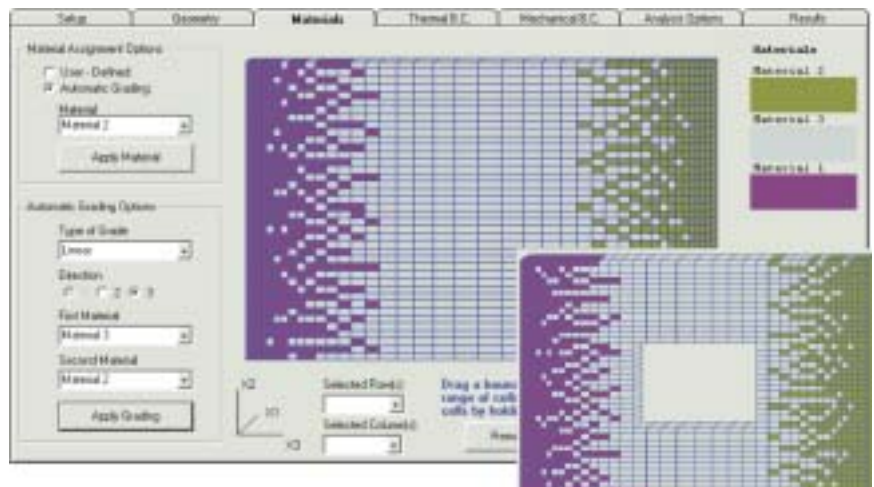 Setup Geometry Materials Thermal B.C. Mechanical B.C. Analysis Options Results
Material Assignment Options
User - Defined
Automatic Grading
Material
Material 2
Apply Material
Automatic Grading Options
Type of Grade
Linear
Direction
2 3
First Material
Material 3
Second Material
Material 2
Apply Grading
X2
X1
X3
Selected Row(s)
Selected Column(s)
Drag a boun
range of cell
cells by holdi
Materials
Material 2
Material 3
Material 1